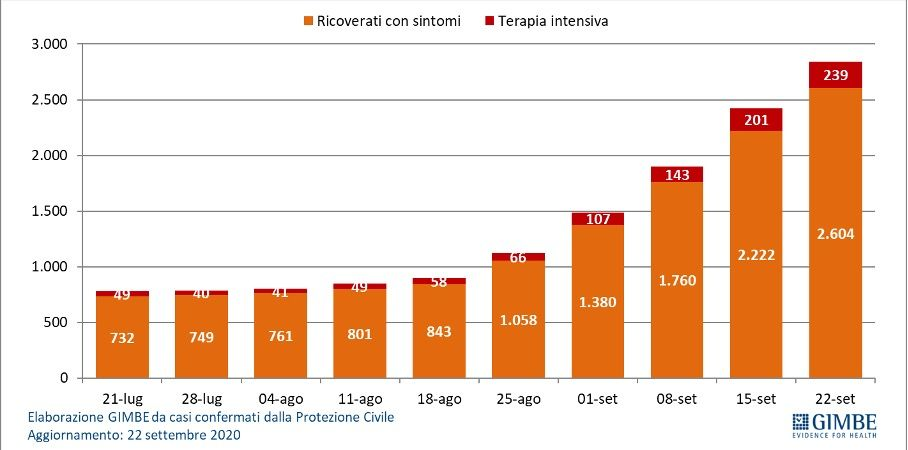 Ricoverati con sintomi Terapia intensiva
3.000
2.500
2.000
1.500
1.000
500
0
49 40 41 49 58 66 107 143 201 239
732 749 761 801 843 1.058 1.380 1.760 2.222 2.604
21-lug 28-lug 04-ago 11-ago 18-ago 25-ago 01-set 08-set 15-set 22-set
Elaborazione GIMBE da casi confermati dalla Protezione Civile
Aggiornamento: 22 settembre 2020
GIMBE
EVIDENCE FOR HEALTH